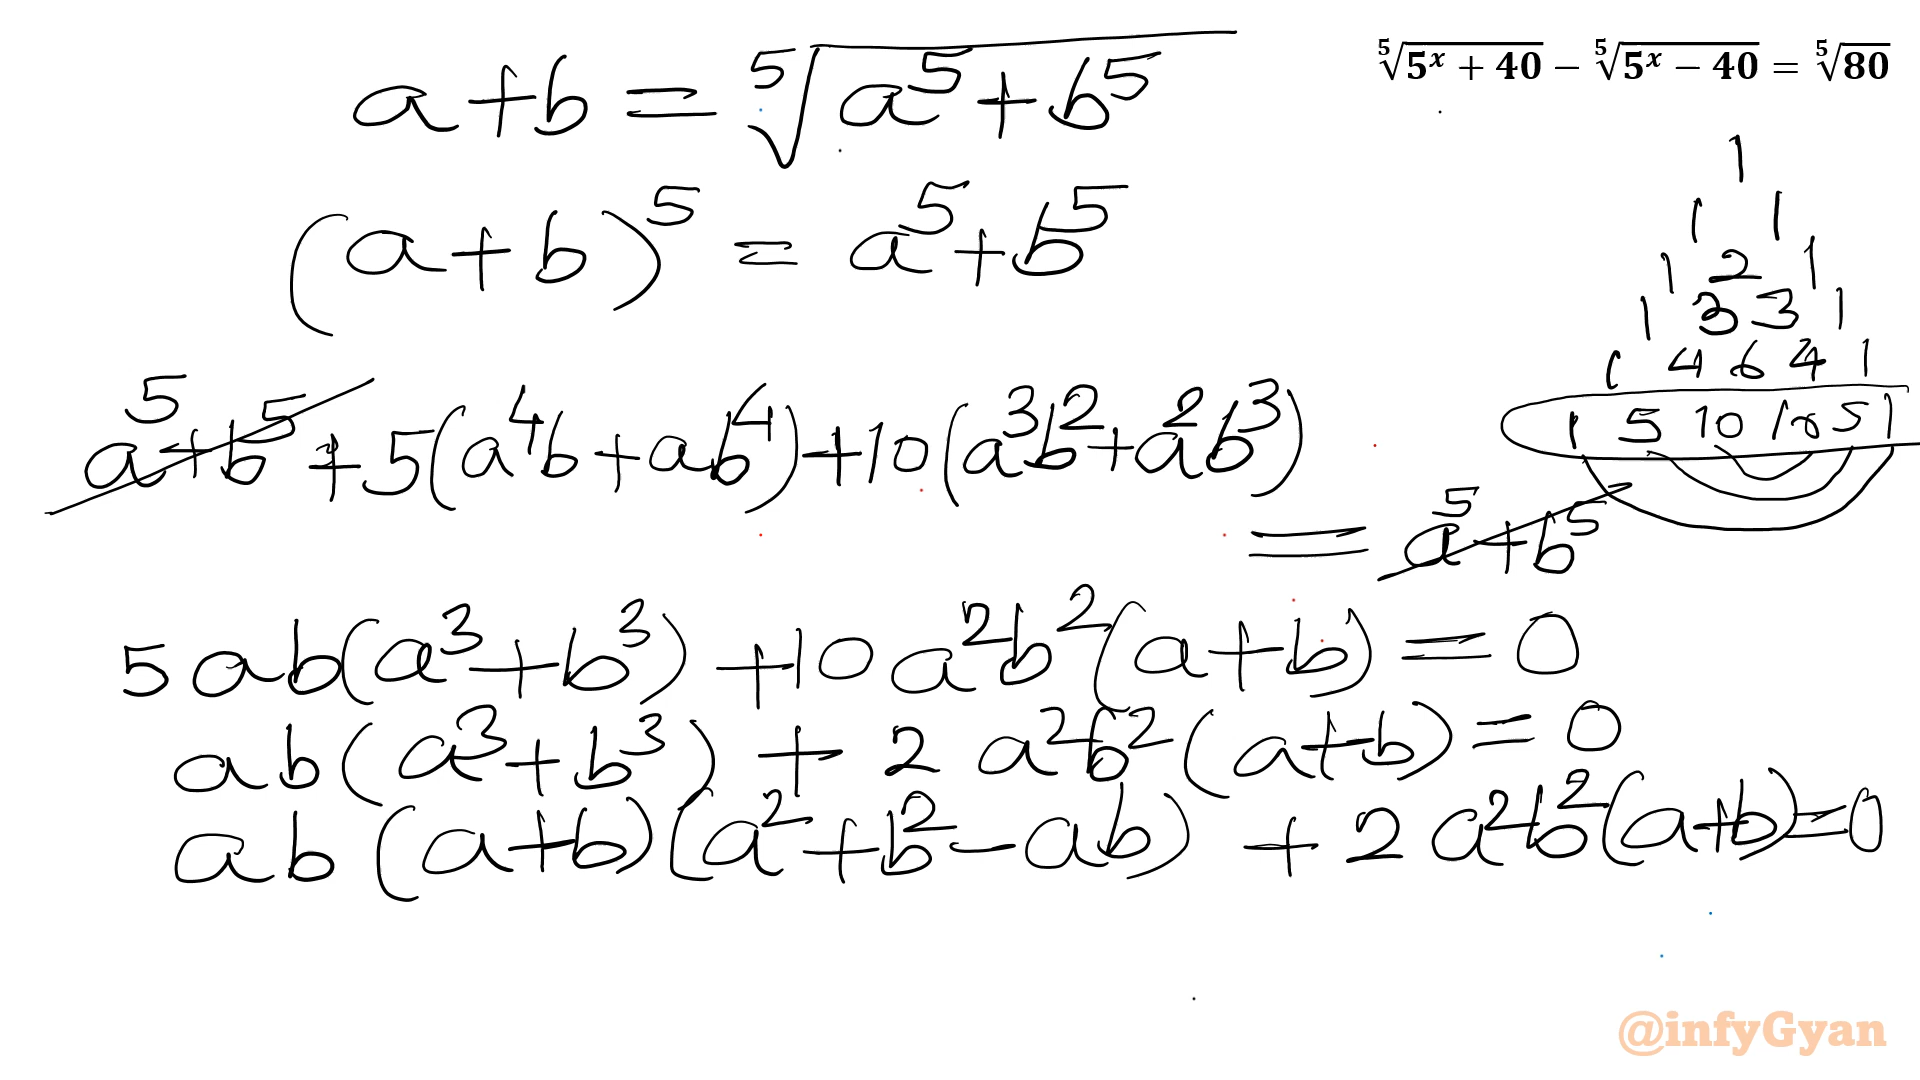 ⁵√(5ˣ + 40) − ⁵√(5ˣ − 40) = ⁵√80
a+b = ⁵√(a⁵+b⁵)
(a+b)⁵ = a⁵+b⁵
1
1 1
1 2 1
1 3 3 1
1 4 6 4 1
1 5 10 10 5 1
a⁵+b⁵+5(a⁴b+ab⁴)+10(a³b²+a²b³)
= a⁵+b⁵
5ab(a³+b³) +10a²b²(a+b) = 0
ab(a³+b³) + 2 a²b²(a+b) = 0
ab(a+b)(a²+b²−ab) + 2a²b²(a+b)=0
@infyGyan